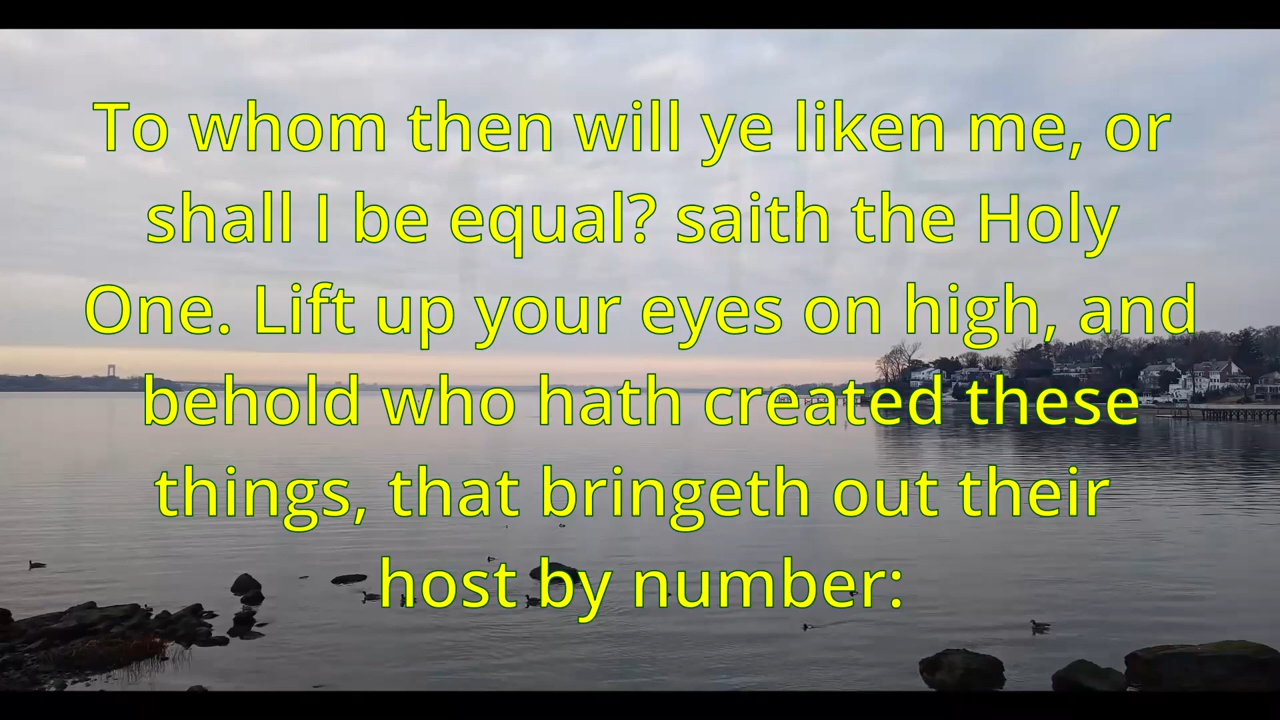 To whom then will ye liken me, or
shall I be equal? saith the Holy
One. Lift up your eyes on high, and
behold who hath created these
things, that bringeth out their
host by number: